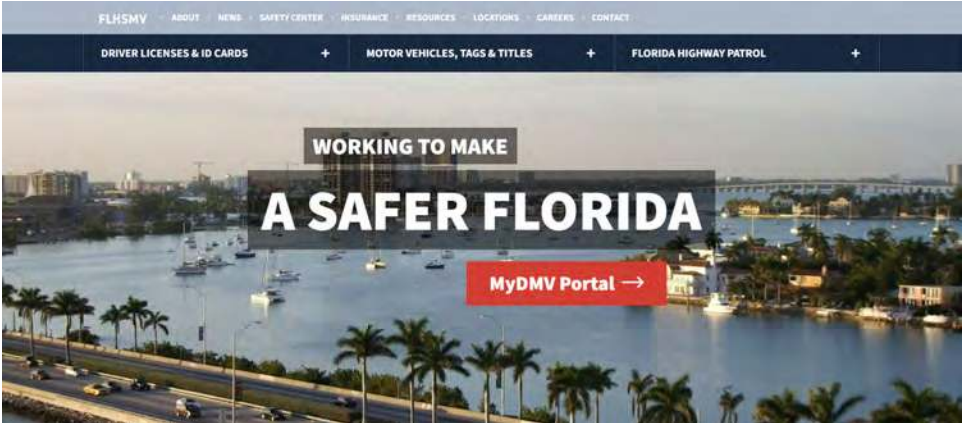 FLHSMV ABOUT NEWS SAFETY CENTER INSURANCE RESOURCES LOCATIONS CAREERS CONTACT
DRIVER LICENSES & ID CARDS + MOTOR VEHICLES, TAGS & TITLES + FLORIDA HIGHWAY PATROL +
WORKING TO MAKE
A SAFER FLORIDA
MyDMV Portal →